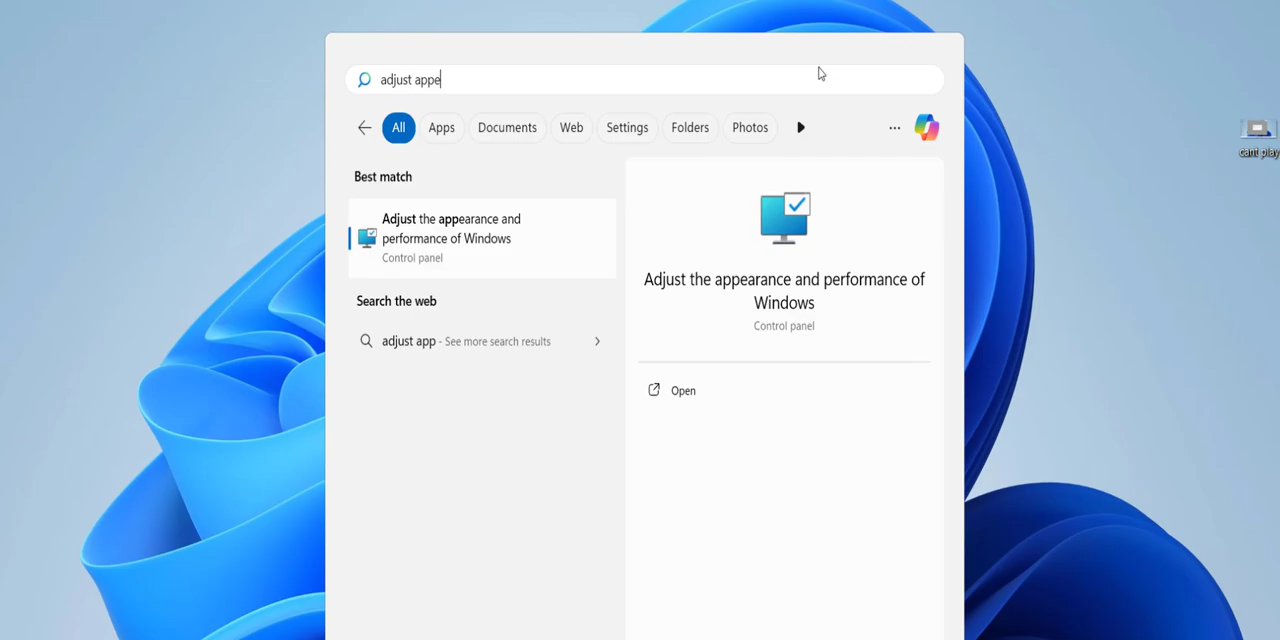 adjust appe
All
Apps
Documents
Web
Settings
Folders
Photos
Best match
Adjust the appearance and
performance of Windows
Control panel
Search the web
adjust app - See more search results
Adjust the appearance and performance of
Windows
Control panel
Open
cant play